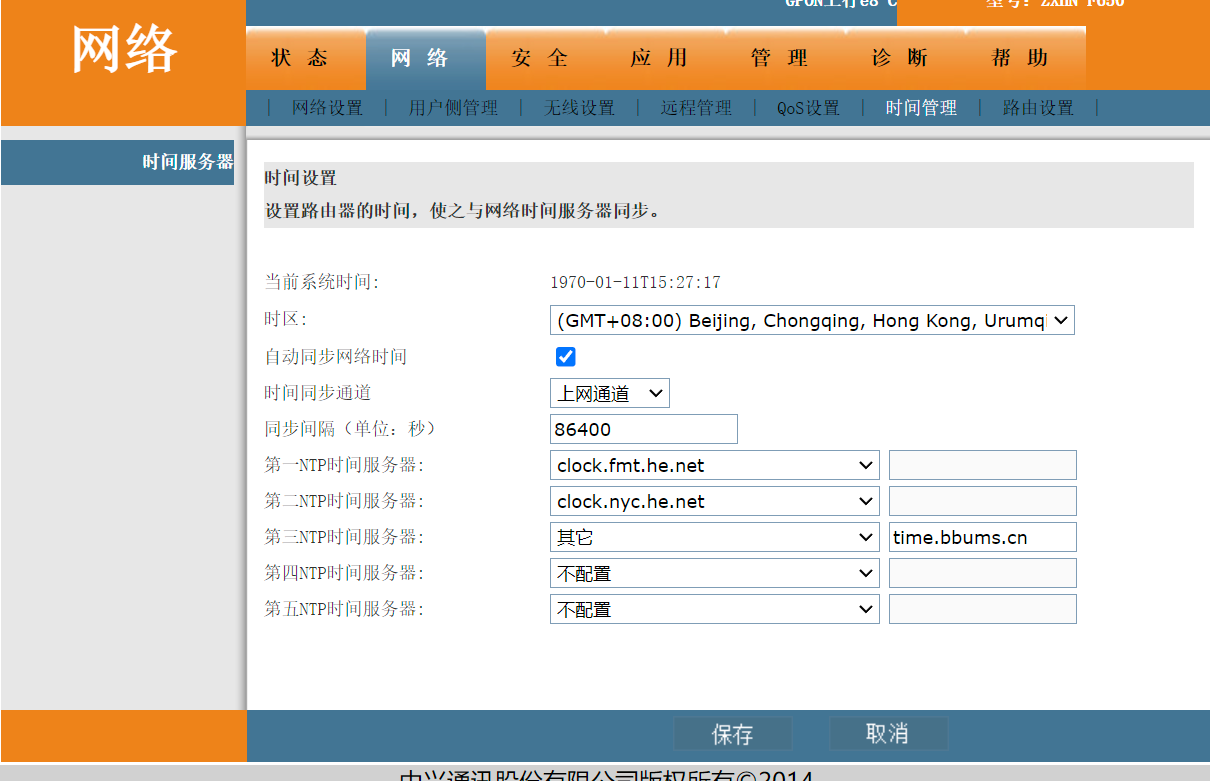 网络
GPON上行e8 C 型号：ZXHN F650
状 态 网 络 安 全 应 用 管 理 诊 断 帮 助
| 网络设置 | 用户侧管理 | 无线设置 | 远程管理 | QoS设置 | 时间管理 | 路由设置 |
时间服务器
时间设置
设置路由器的时间，使之与网络时间服务器同步。
当前系统时间: 1970-01-11T15:27:17
时区: (GMT+08:00) Beijing, Chongqing, Hong Kong, Urumqi
自动同步网络时间
时间同步通道 上网通道
同步间隔（单位：秒） 86400
第一NTP时间服务器: clock.fmt.he.net
第二NTP时间服务器: clock.nyc.he.net
第三NTP时间服务器: 其它 time.bbums.cn
第四NTP时间服务器: 不配置
第五NTP时间服务器: 不配置
保存 取消
中兴通讯股份有限公司版权所有©2014